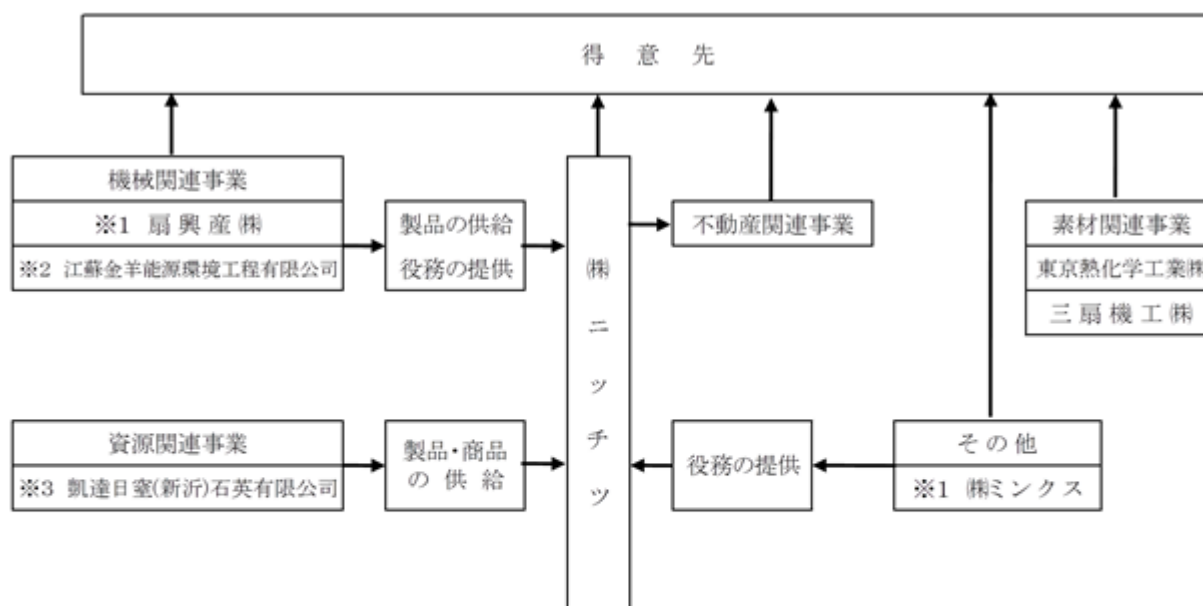 得意先
機械関連事業
※1 扇興産㈱
※2 江蘇金羊能源環境工程有限公司
製品の供給
役務の提供
㈱ニッチツ
不動産関連事業
素材関連事業
東京熱化学工業㈱
三扇機工㈱
資源関連事業
※3 凱達日窒(新沂)石英有限公司
製品・商品
の供給
役務の提供
その他
※1 ㈱ミンクス